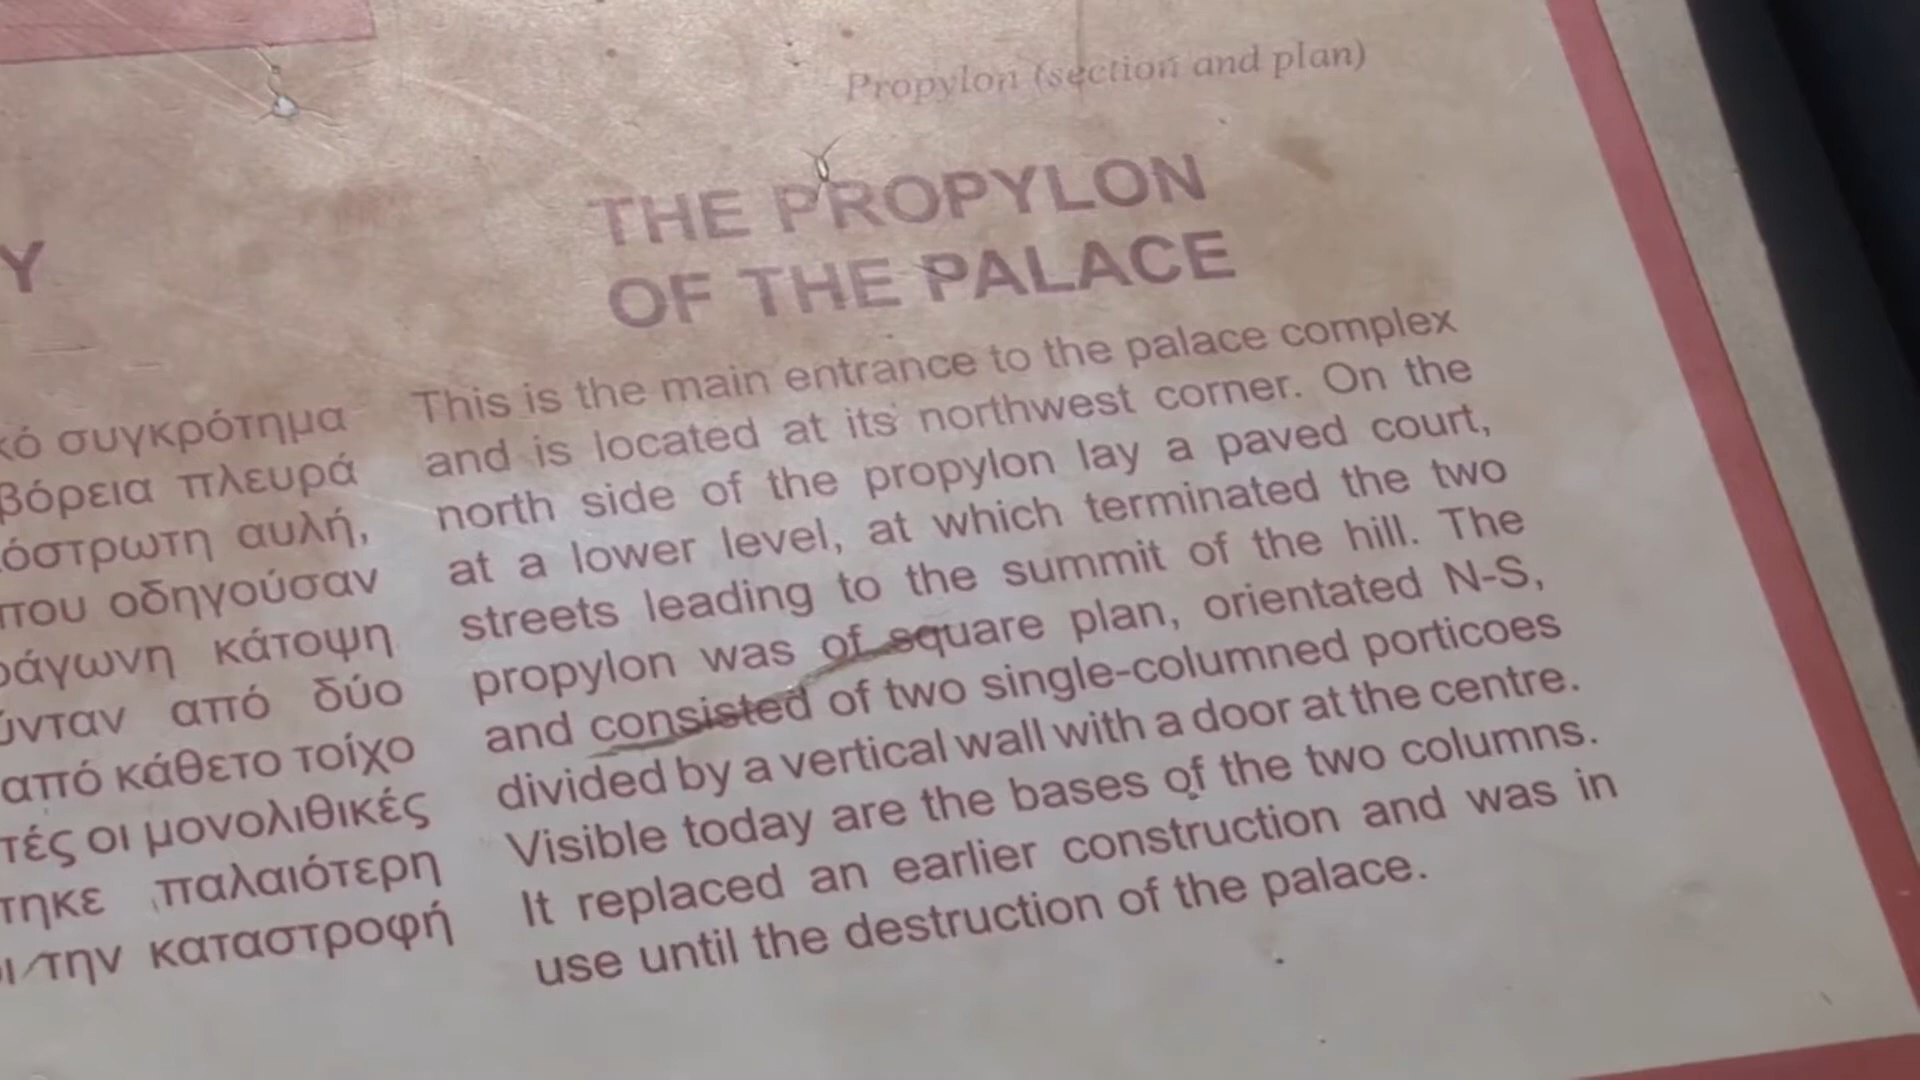 Propylon (section and plan)
Υ
κό συγκρότημα
βόρεια πλευρά
όστρωτη αυλή,
που οδηγούσαν
ράγωνη κάτοψη
ύνταν από δύο
από κάθετο τοίχο
τές οι μονολιθικές
τηκε παλαιότερη
ι την καταστροφή
THE PROPYLON
OF THE PALACE
This is the main entrance to the palace complex
and is located at its northwest corner. On the
north side of the propylon lay a paved court,
at a lower level, at which terminated the two
streets leading to the summit of the hill. The
propylon was of square plan, orientated N-S,
and consisted of two single-columned porticoes
divided by a vertical wall with a door at the centre.
Visible today are the bases of the two columns.
It replaced an earlier construction and was in
use until the destruction of the palace.